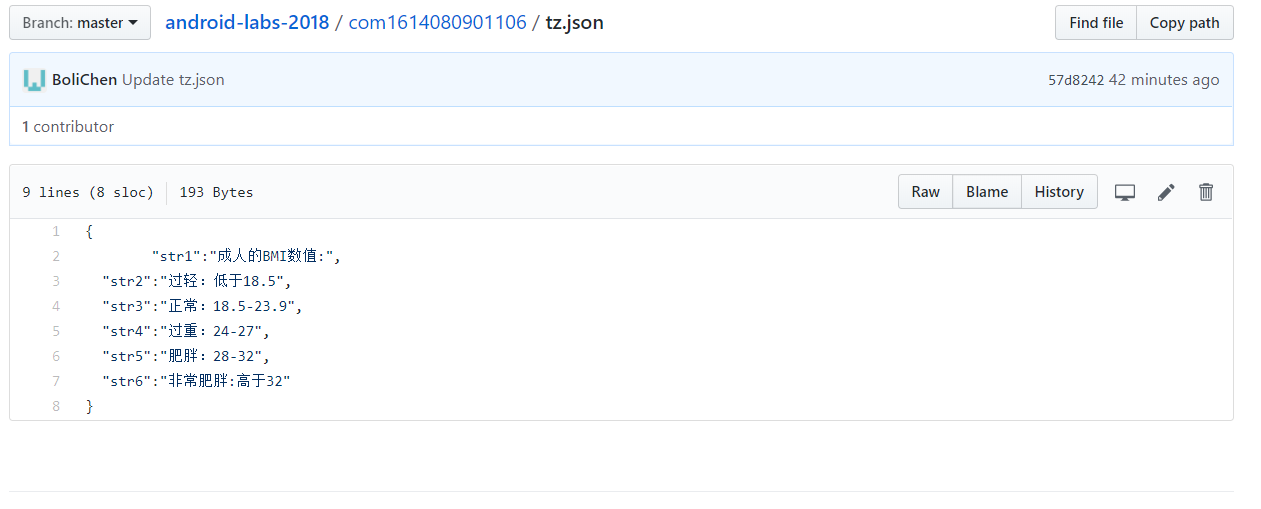 Branch: master android-labs-2018 / com1614080901106 / tz.json Find file Copy path
BoliChen Update tz.json 57d8242 42 minutes ago
1 contributor
9 lines (8 sloc) 193 Bytes Raw Blame History
1 {
2 "str1":"成人的BMI数值:",
3 "str2":"过轻：低于18.5",
4 "str3":"正常：18.5-23.9",
5 "str4":"过重：24-27",
6 "str5":"肥胖：28-32",
7 "str6":"非常肥胖:高于32"
8 }